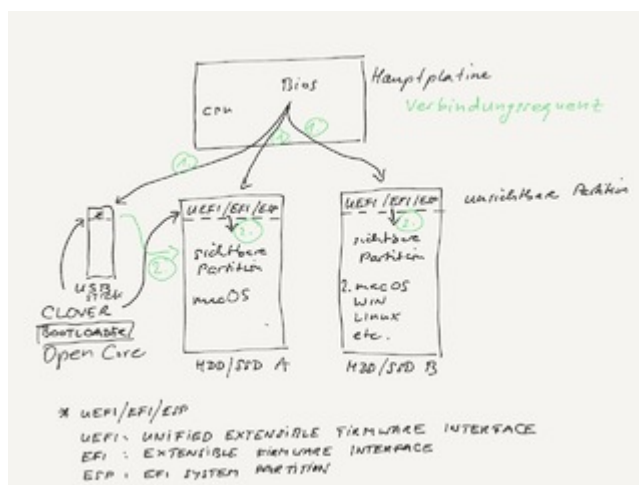 Hauptplatine
Bios
CPU
Verbindungssequenz
1.
1.
1.
UEFI/EFI/ESP
UEFI/EFI/ESP
unsichtbare Partition
*
2.
2.
2.
sichtbare
Partition
macOS
sichtbare
Partition
2. macOS
WIN
LINUX
etc.
USB
STICK
CLOVER
BOOTLOADER
Open Core
HDD/SSD A
HDD/SSD B
* UEFI/EFI/ESP
UEFI: UNIFIED EXTENSIBLE FIRMWARE INTERFACE
EFI: EXTENSIBLE FIRMWARE INTERFACE
ESP: EFI SYSTEM PARTITION